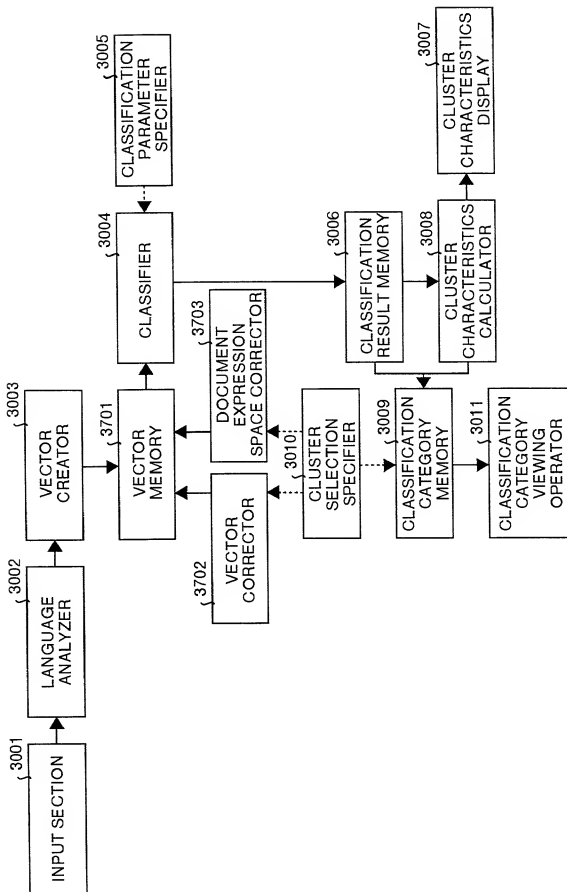 3001
INPUT SECTION
3002
LANGUAGE
ANALYZER
3003
VECTOR
CREATOR
3701
VECTOR
MEMORY
3004
CLASSIFIER
3005
CLASSIFICATION
PARAMETER
SPECIFIER
3702
VECTOR
CORRECTOR
3703
DOCUMENT
EXPRESSION
SPACE CORRECTOR
3010
CLUSTER
SELECTION
SPECIFIER
3006
CLASSIFICATION
RESULT MEMORY
3009
CLASSIFICATION
CATEGORY
MEMORY
3008
CLUSTER
CHARACTERISTICS
CALCULATOR
3007
CLUSTER
CHARACTERISTICS
DISPLAY
3011
CLASSIFICATION
CATEGORY
VIEWING
OPERATOR